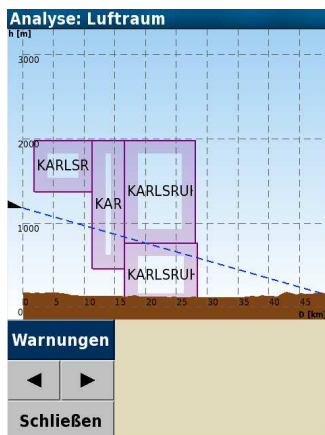 Analyse: Luftraum
h [m]
3000
2000
KARLSR
KAR
KARLSRUH
1000
KARLSRUH
0 5 10 15 20 25 30 35 40 45
D [km]
Warnungen
Schließen